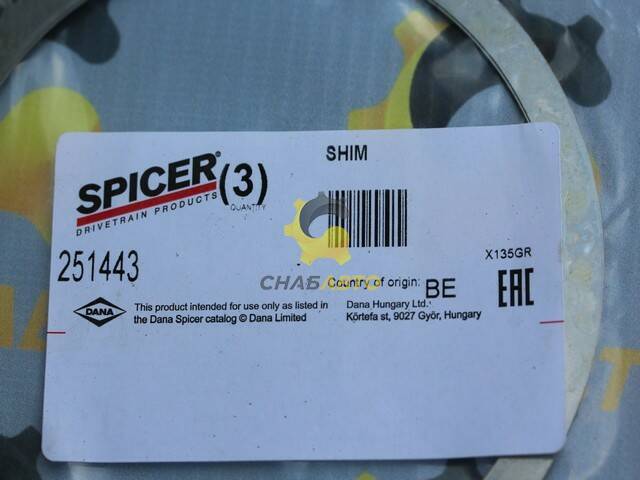 SPICER®
DRIVETRAIN PRODUCTS
(3)
QUANTITY
SHIM
251443
X135GR
СНАБАВТО
Country of origin: BE
EAC
DANA
This product intended for use only as listed in
the Dana Spicer catalog © Dana Limited
Dana Hungary Ltd.
Körtefa st, 9027 Győr, Hungary